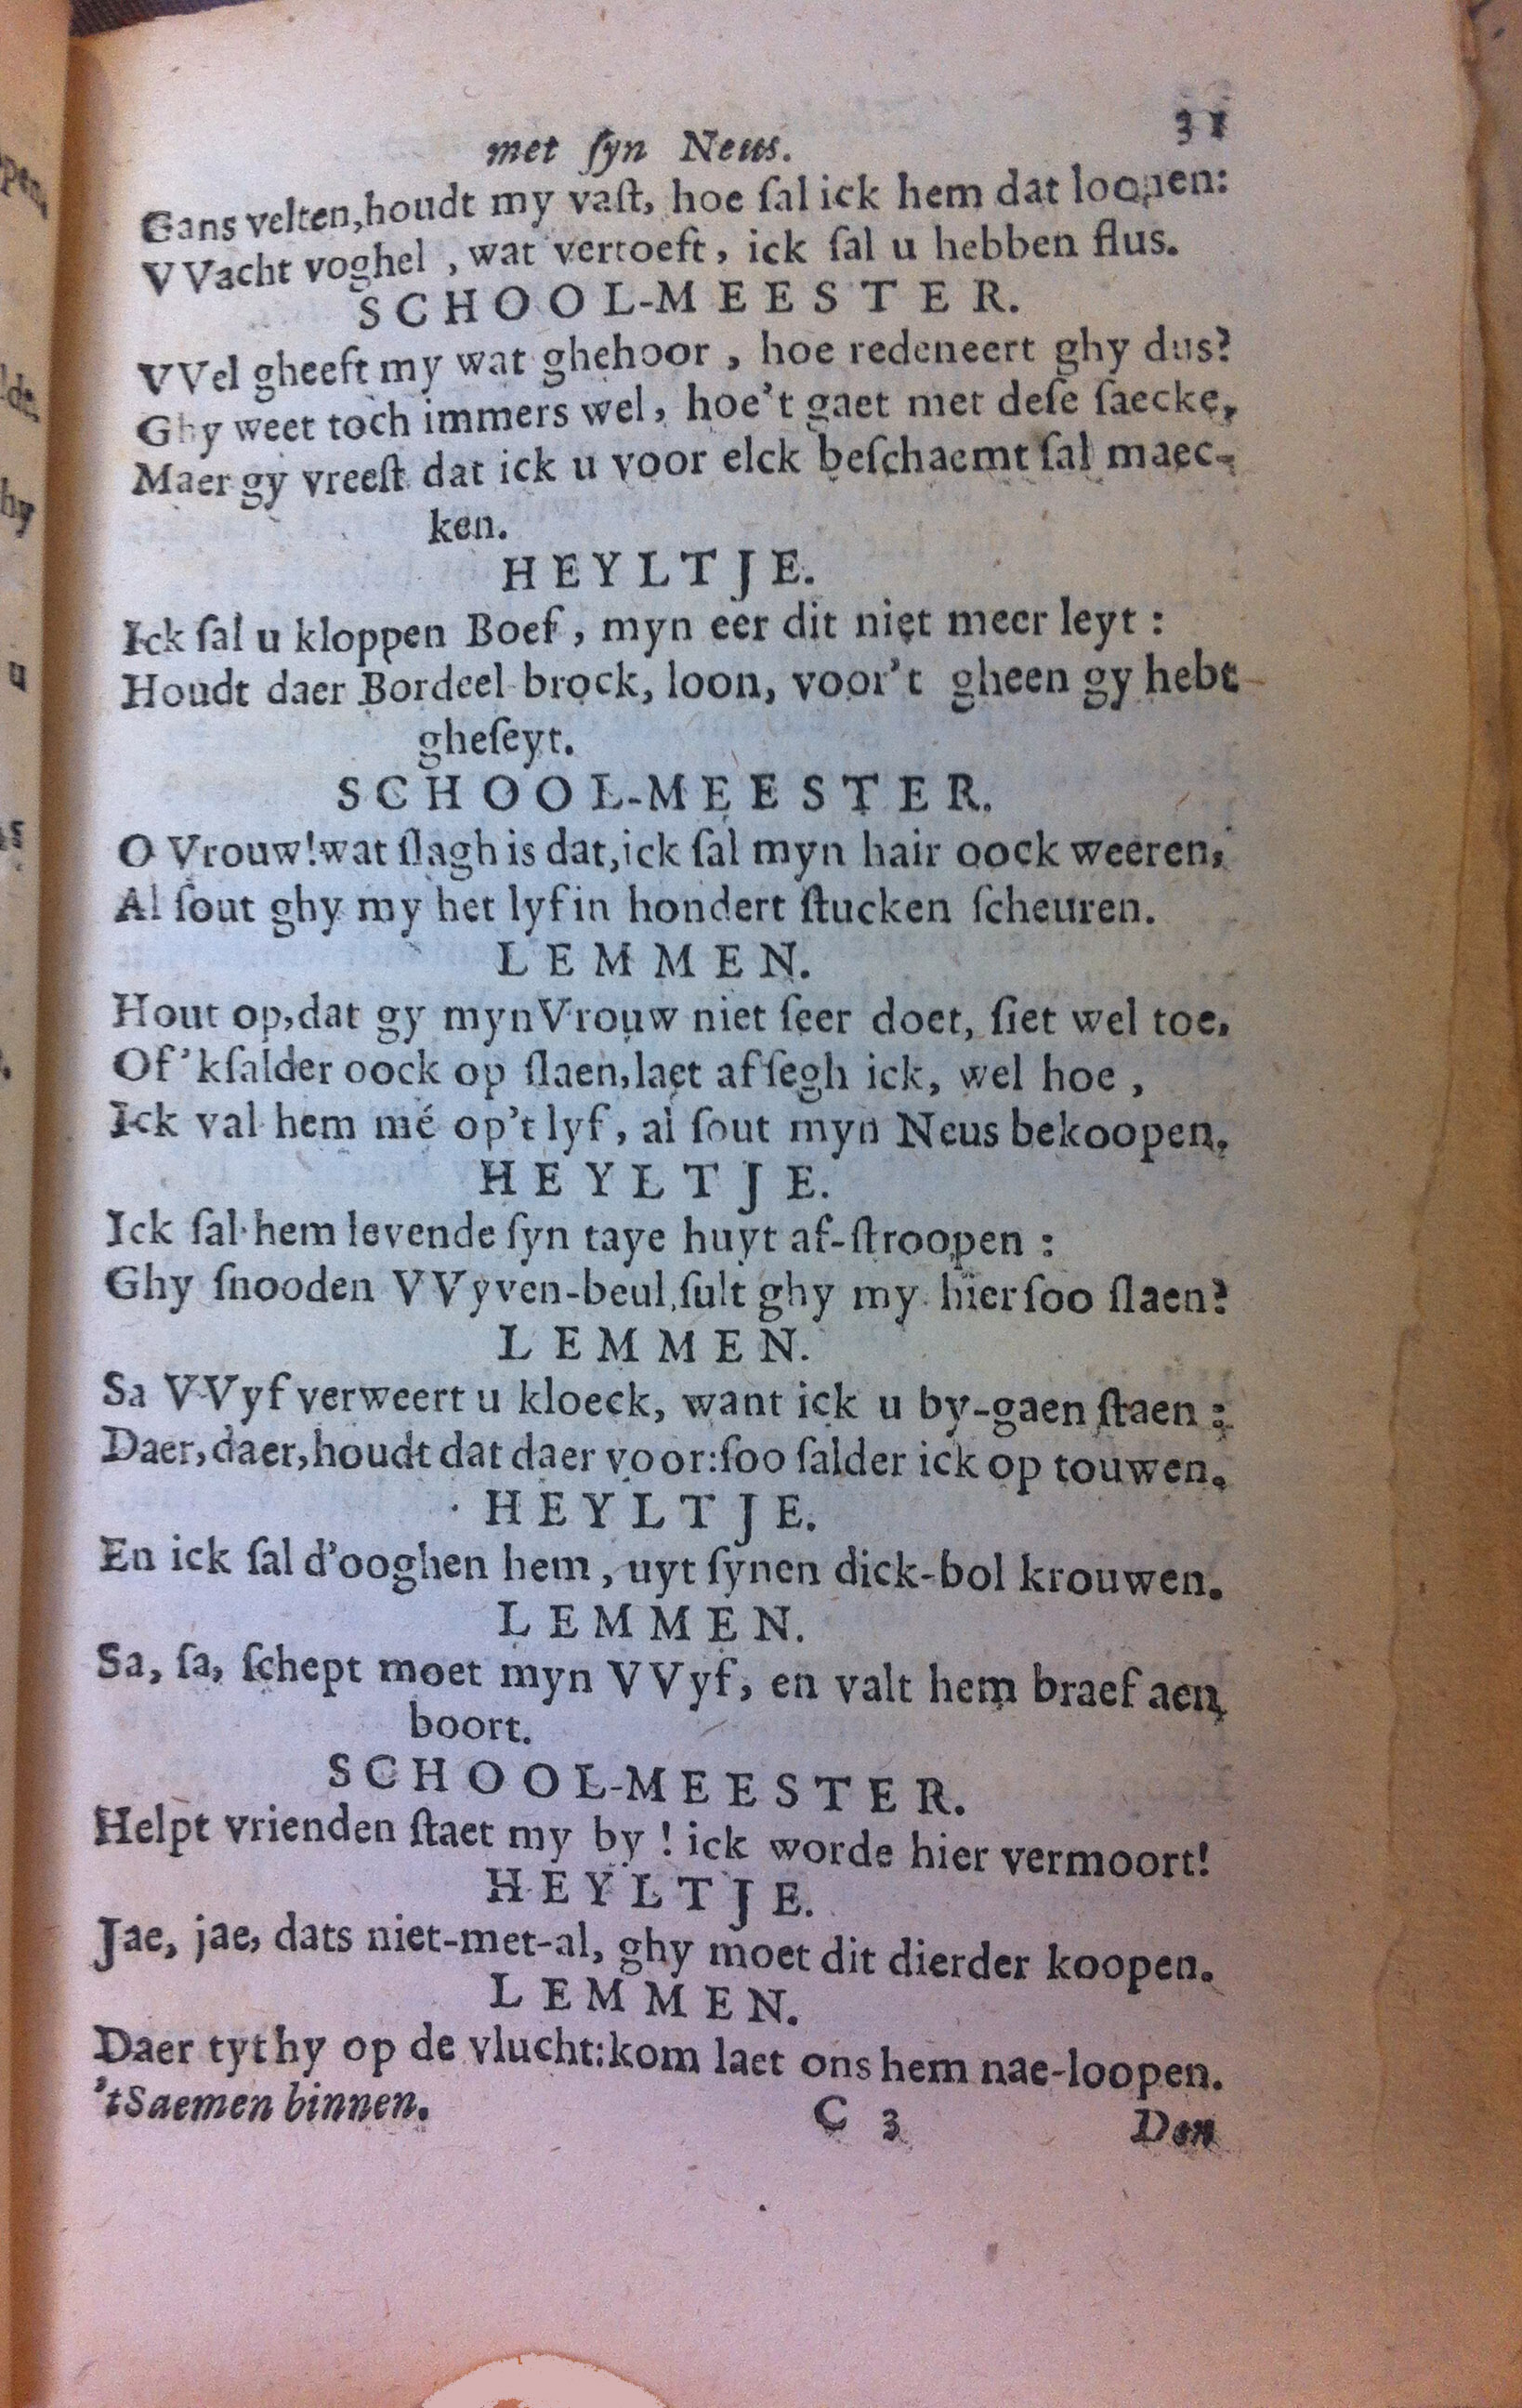 met ſyn Neus. 31
Gans velten, houdt my vaſt, hoe ſal ick hem dat loonen:
VVacht voghel, wat vertoeft, ick ſal u hebben flus.
SCHOOL-MEESTER.
VVel gheeft my wat ghehoor, hoe redeneert ghy dus?
Ghy weet toch immers wel, hoe't gaet met deſe ſaecke,
Maer gy vreeſt dat ick u voor elck beſchaemt ſal maec-
ken.
HEYLTJE.
Ick ſal u kloppen Boef, myn eer dit niet meer leyt:
Houdt daer Bordeel brock, loon, voor't gheen gy hebt
gheſeyt.
SCHOOL-MEESTER.
O Vrouw! wat ſlagh is dat, ick ſal myn hair oock weeren,
Al ſout ghy my het lyf in hondert ſtucken ſcheuren.
LEMMEN.
Hout op, dat gy myn Vrouw niet ſeer doet, ſiet wel toe.
Of 'kſalder oock op ſlaen, laet af ſegh ick, wel hoe,
Ick val hem mé op't lyf, al ſout myn Neus bekoopen.
HEYLTJE.
Ick ſal hem levende ſyn taye huyt af-ſtroopen:
Ghy ſnooden VVyven-beul, ſult ghy my hier ſoo ſlaen?
LEMMEN.
Sa VVyf verweert u kloeck, want ick u by-gaen ſtaen:
Daer, daer, houdt dat daer voor: ſoo ſalder ick op touwen.
HEYLTJE.
En ick ſal d'ooghen hem, uyt ſynen dick-bol krouwen.
LEMMEN.
Sa, ſa, ſchept moet myn VVyf, en valt hem braef aen
boort.
SCHOOL-MEESTER.
Helpt vrienden ſtaet my by! ick worde hier vermoort!
HEYLTJE.
Jae, jae, dats niet-met-al, ghy moet dit dierder koopen.
LEMMEN.
Daer tyt hy op de vlucht: kom laet ons hem nae-loopen.
'tSaemen binnen. C 3 Den